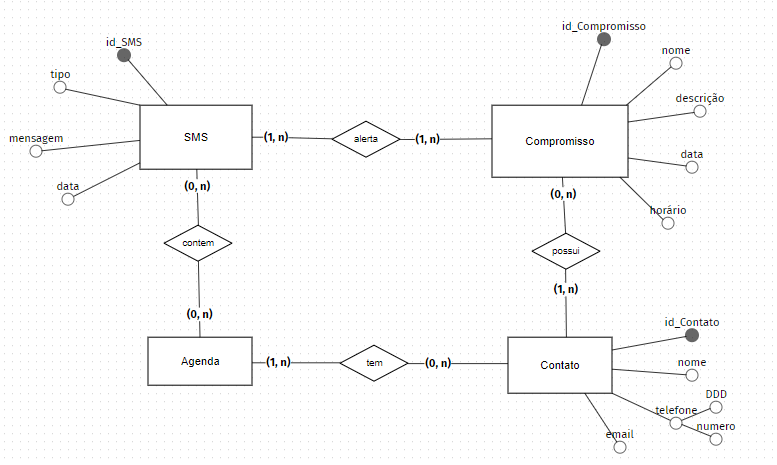 id_Compromisso
id_SMS
nome
tipo
descrição
SMS
(1, n)
alerta
(1, n)
Compromisso
mensagem
data
data
(0, n)
(0, n)
horário
contem
possui
(1, n)
(0, n)
id_Contato
Agenda
(1, n)
tem
(0, n)
Contato
nome
DDD
telefone
numero
email